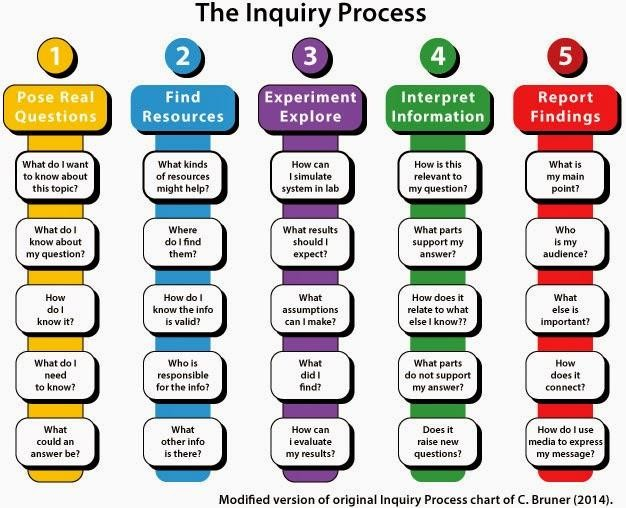 The Inquiry Process
1
2
3
4
5
Pose Real
Questions
Find
Resources
Experiment
Explore
Interpret
Information
Report
Findings
What do I want
to know about
this topic?
What kinds
of resources
might help?
How can
I simulate
system in lab
How is this
relevant to
my question?
What is
my main
point?
What do I
know about
my question?
Where
do I find
them?
What results
should I
expect?
What parts
support my
answer?
Who
is my
audience?
How
do I
know it?
How do I
know the info
is valid?
What
assumptions
can I make?
How does it
relate to what
else I know??
What
else is
important?
What do I
need
to know?
Who is
responsible
for the info?
What
did I
find?
What parts
do not support
my answer?
How
does it
connect?
What
could an
answer be?
What
other info
is there?
How can
i evaluate
my results?
Does it
raise new
questions?
How do I use
media to express
my message?
Modified version of original Inquiry Process chart of C. Bruner (2014).